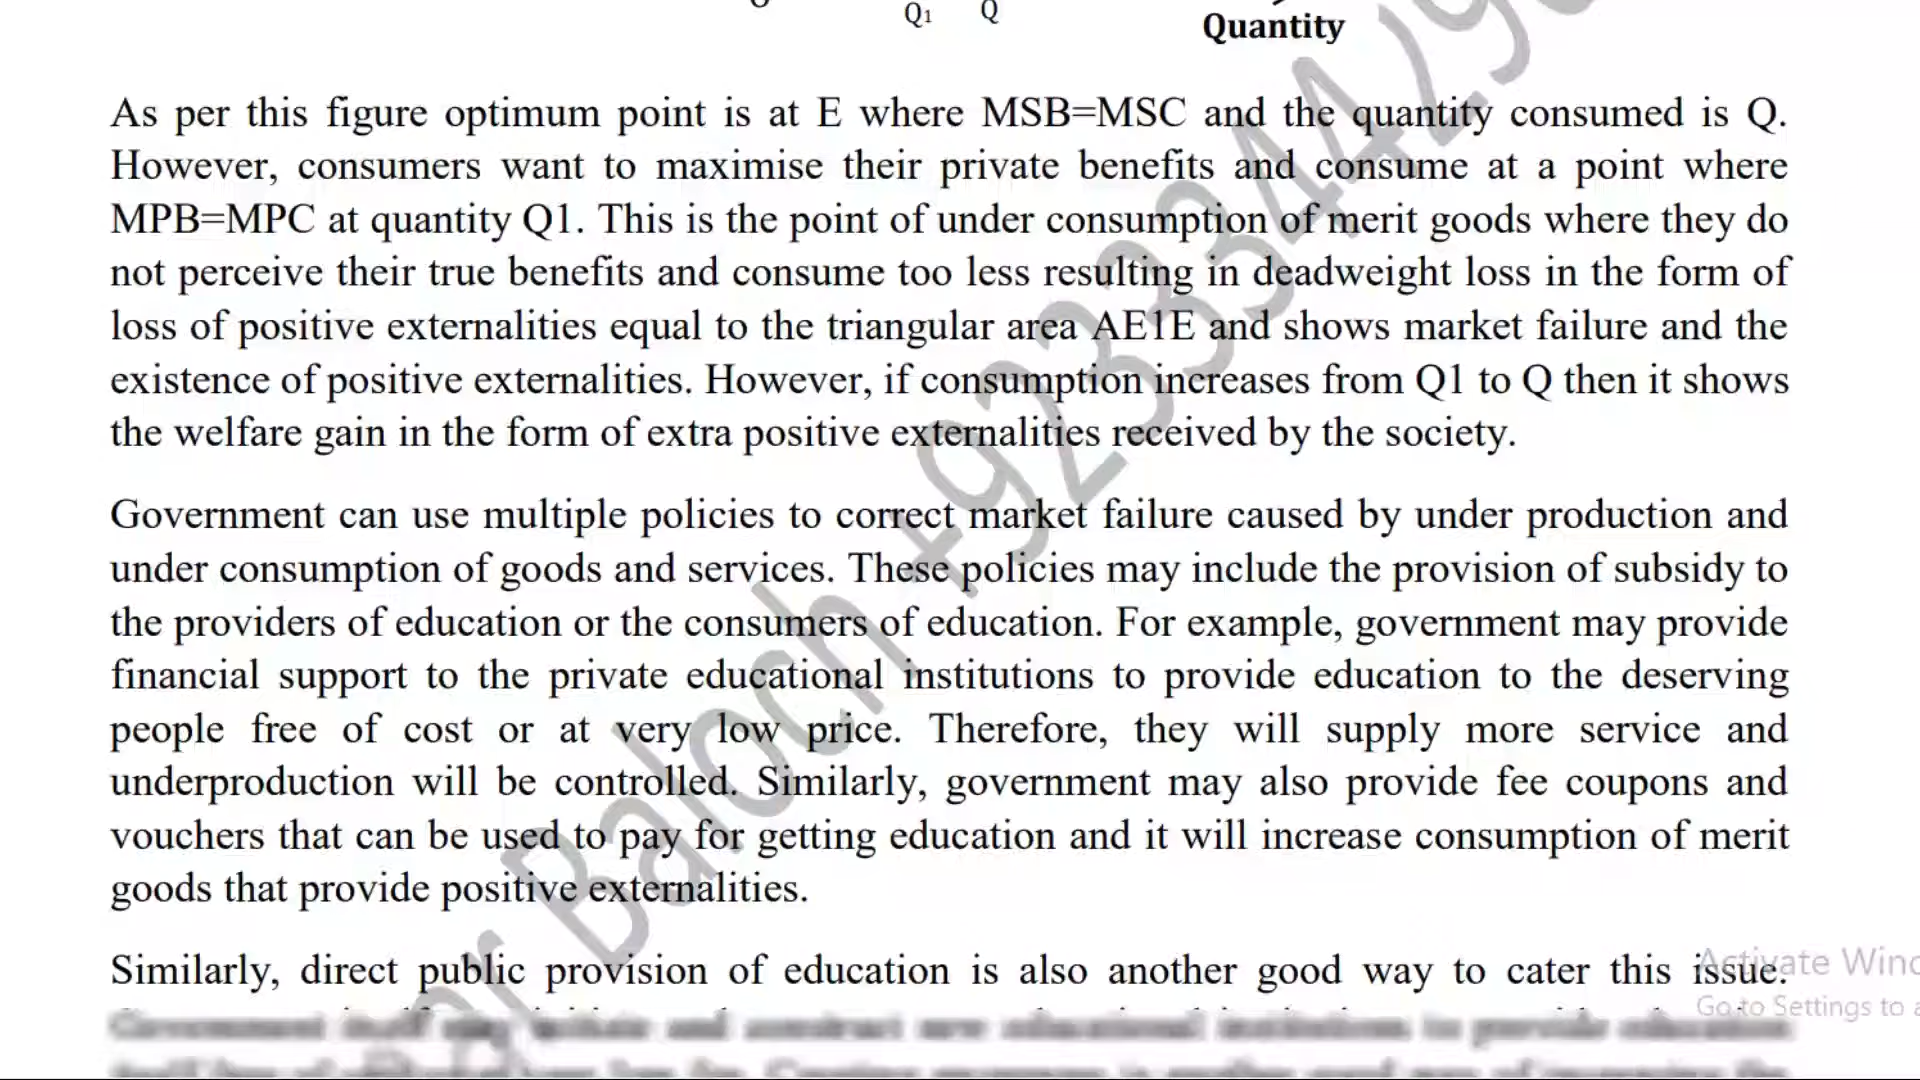 Q1 Q
Quantity
As per this figure optimum point is at E where MSB=MSC and the quantity consumed is Q.
However, consumers want to maximise their private benefits and consume at a point where
MPB=MPC at quantity Q1. This is the point of under consumption of merit goods where they do
not perceive their true benefits and consume too less resulting in deadweight loss in the form of
loss of positive externalities equal to the triangular area AE1E and shows market failure and the
existence of positive externalities. However, if consumption increases from Q1 to Q then it shows
the welfare gain in the form of extra positive externalities received by the society.
Government can use multiple policies to correct market failure caused by under production and
under consumption of goods and services. These policies may include the provision of subsidy to
the providers of education or the consumers of education. For example, government may provide
financial support to the private educational institutions to provide education to the deserving
people free of cost or at very low price. Therefore, they will supply more service and
underproduction will be controlled. Similarly, government may also provide fee coupons and
vouchers that can be used to pay for getting education and it will increase consumption of merit
goods that provide positive externalities.
Similarly, direct public provision of education is also another good way to cater this issue.
Baloch
Activate Wind
Go to Settings to a